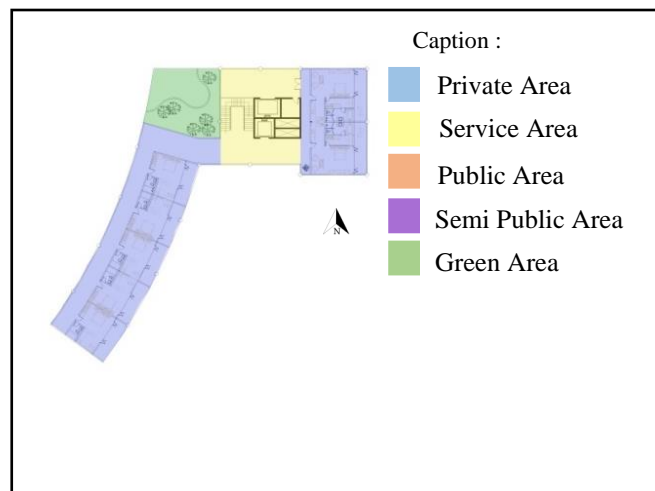 Caption :
Private Area
Service Area
Public Area
N
Semi Public Area
Green Area